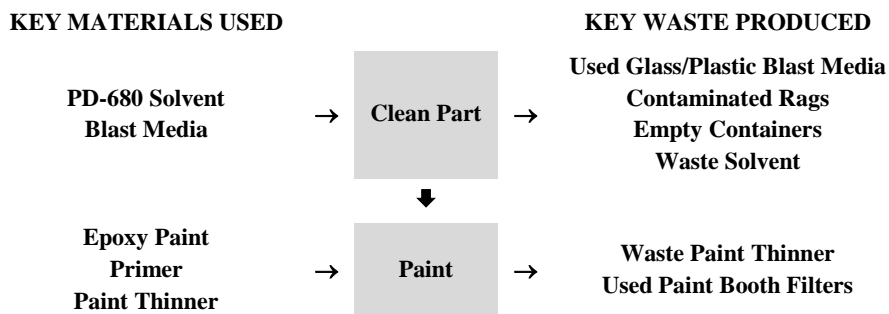 KEY MATERIALS USED
KEY WASTE PRODUCED
PD-680 Solvent
Blast Media
→
Clean Part
→
Used Glass/Plastic Blast Media
Contaminated Rags
Empty Containers
Waste Solvent
Epoxy Paint
Primer
Paint Thinner
→
Paint
→
Waste Paint Thinner
Used Paint Booth Filters